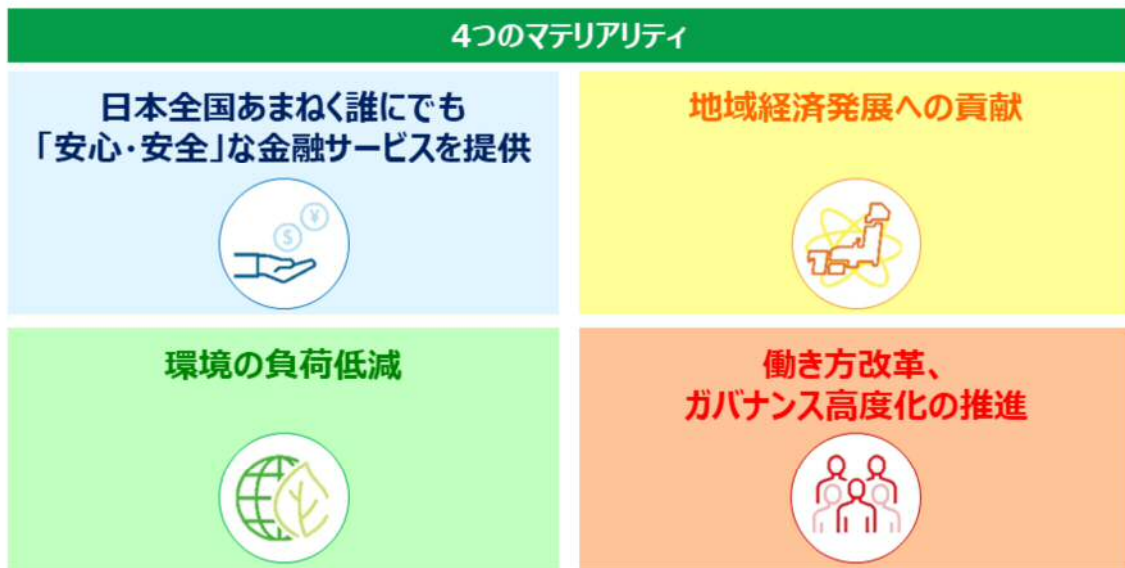 4つのマテリアリティ
日本全国あまねく誰にでも
「安心・安全」な金融サービスを提供
$
¥
地域経済発展への貢献
環境の負荷低減
働き方改革、
ガバナンス高度化の推進